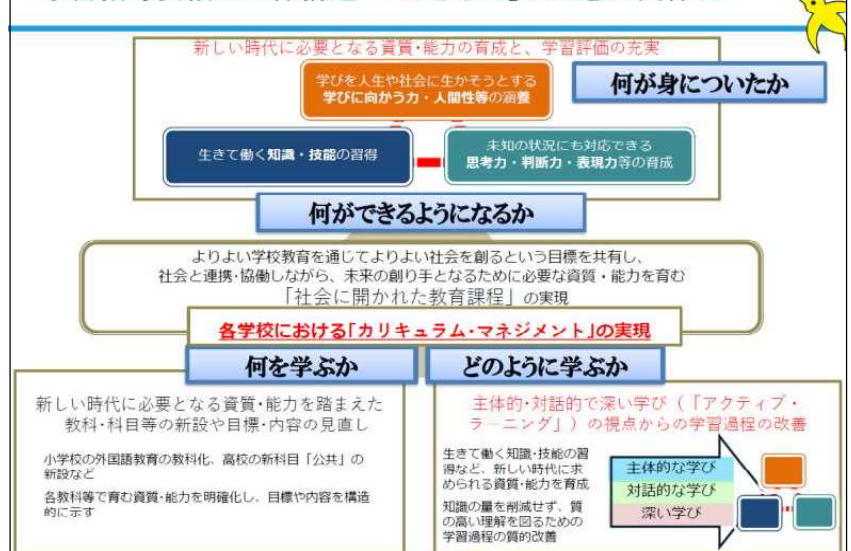 新しい時代に必要となる資質・能力の育成と、学習評価の充実
学びを人生や社会に生かそうとする
学びに向かう力・人間性等の涵養
何が身についたか
生きて働く知識・技能の習得
未知の状況にも対応できる
思考力・判断力・表現力等の育成
何ができるようになるか
よりよい学校教育を通じてよりよい社会を創るという目標を共有し、
社会と連携・協働しながら、未来の創り手となるために必要な資質・能力を育む
「社会に開かれた教育課程」の実現
各学校における「カリキュラム・マネジメント」の実現
何を学ぶか
新しい時代に必要となる資質・能力を踏まえた
教科・科目等の新設や目標・内容の見直し
小学校の外国語教育の教科化、高校の新科目「公共」の
新設など
各教科等で育む資質・能力を明確化し、目標や内容を構造
的に示す
どのように学ぶか
主体的・対話的で深い学び（「アクティブ・
ラーニング」）の視点からの学習過程の改善
生きて働く知識・技能の習
得など、新しい時代に求
められる資質・能力を育成
知識の量を削減せず、質
の高い理解を図るための
学習過程の質的改善
主体的な学び
対話的な学び
深い学び